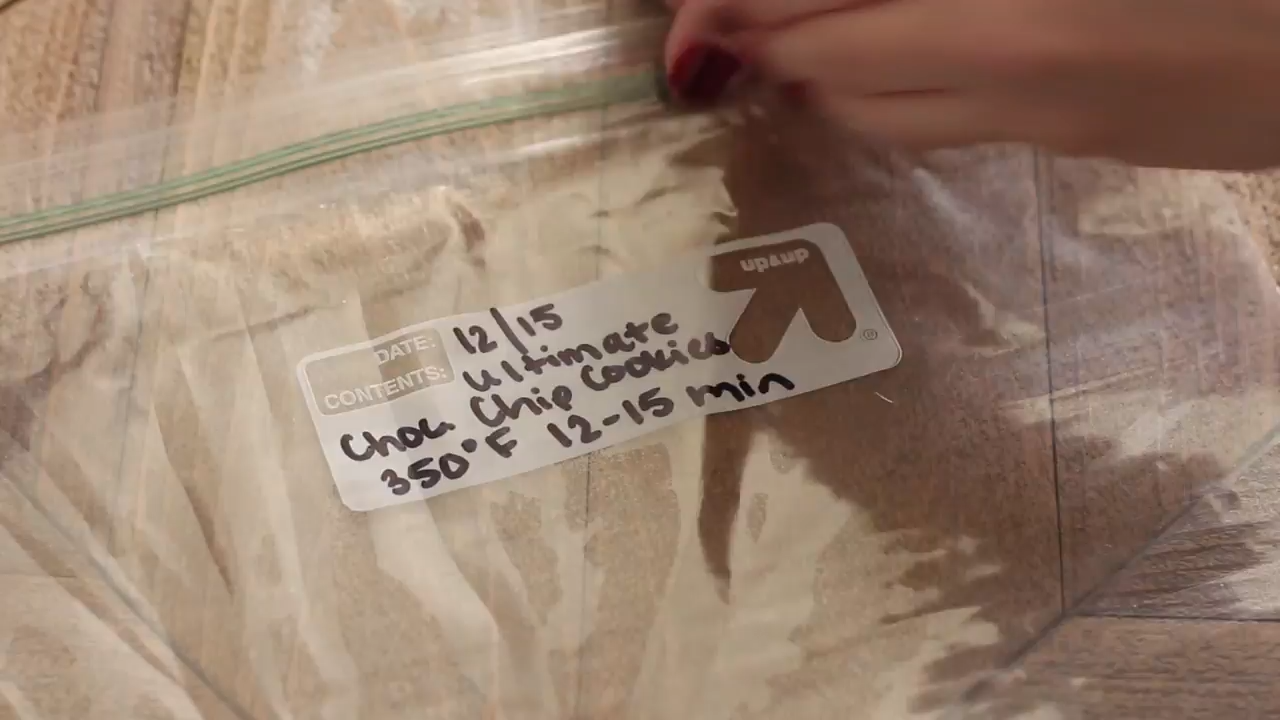 up&up
®
DATE: 12/15
CONTENTS: Ultimate
Choc. Chip Cookies
350°F 12-15 min